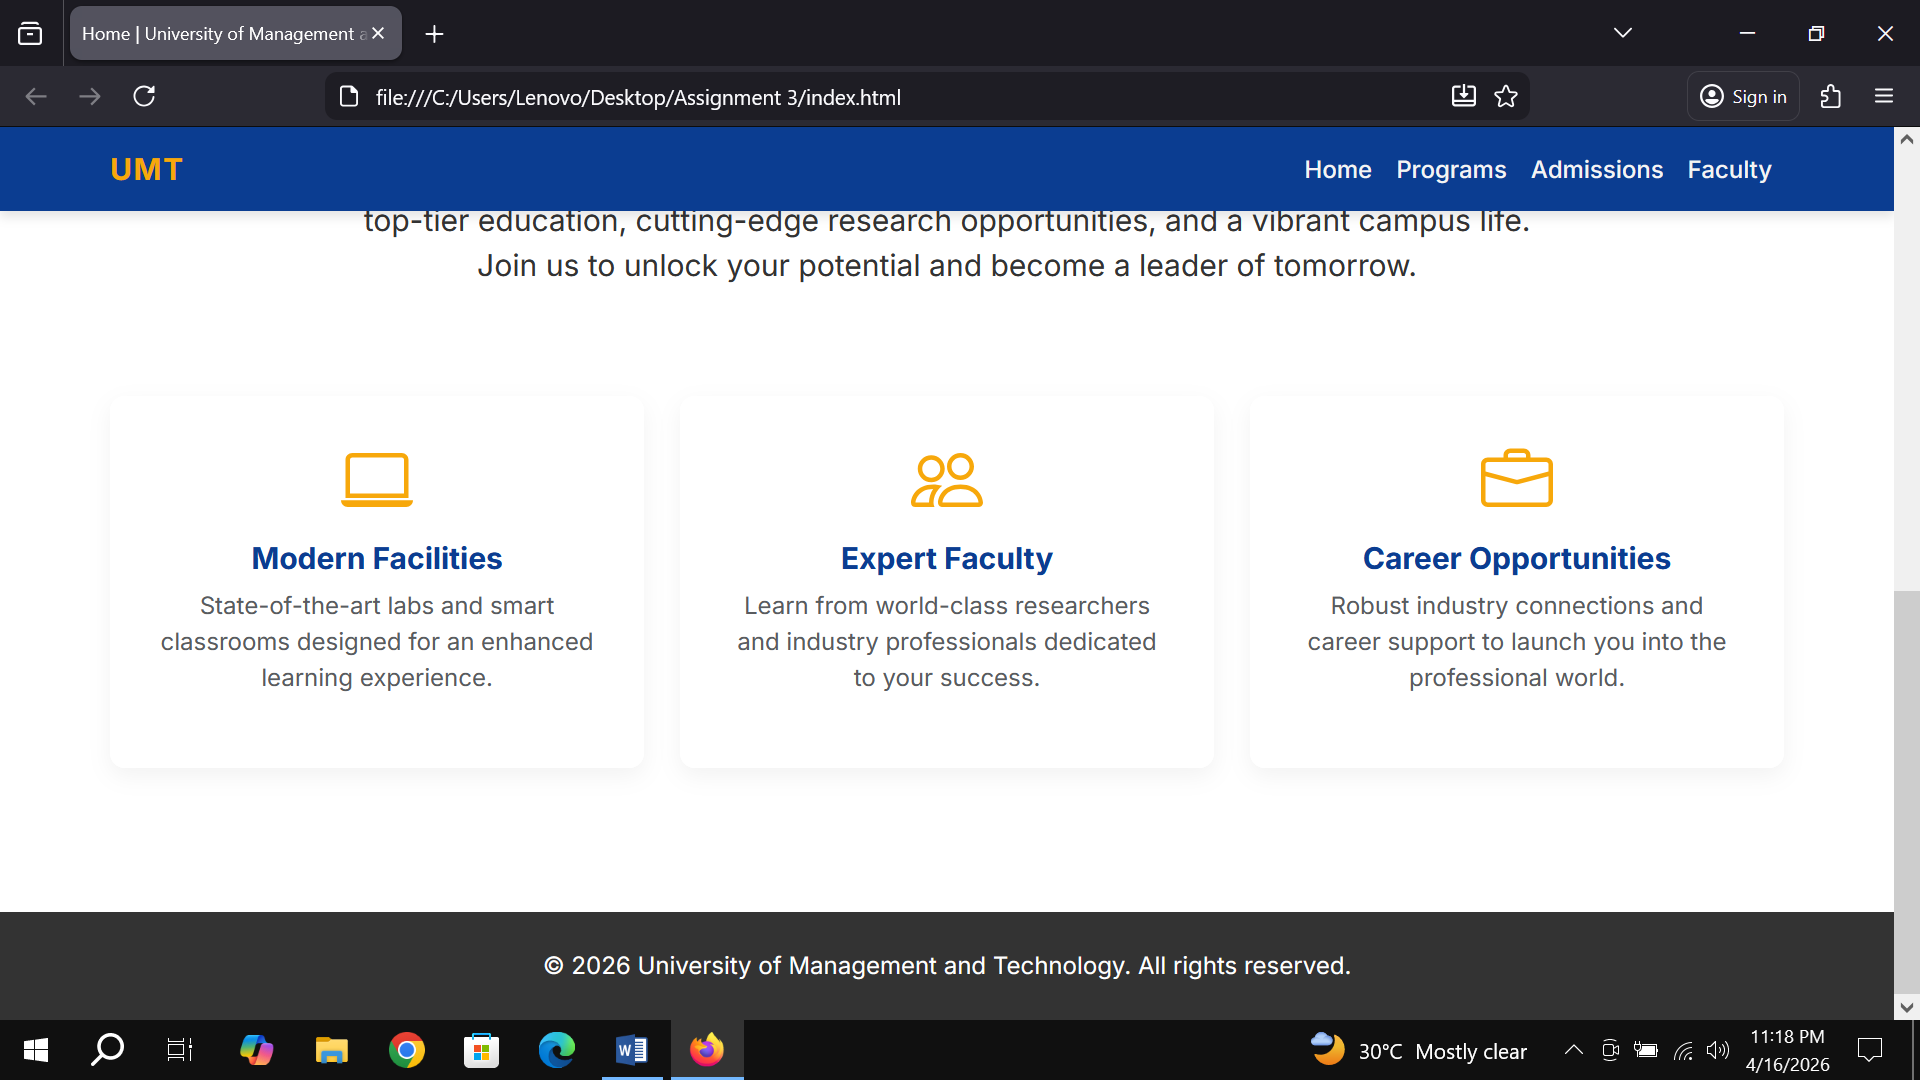 Home | University of Management a
file:///C:/Users/Lenovo/Desktop/Assignment 3/index.html
Sign in
UMT
Home Programs Admissions Faculty
top-tier education, cutting-edge research opportunities, and a vibrant campus life.
Join us to unlock your potential and become a leader of tomorrow.
Modern Facilities
State-of-the-art labs and smart
classrooms designed for an enhanced
learning experience.
Expert Faculty
Learn from world-class researchers
and industry professionals dedicated
to your success.
Career Opportunities
Robust industry connections and
career support to launch you into the
professional world.
© 2026 University of Management and Technology. All rights reserved.
W
30°C Mostly clear
11:18 PM
4/16/2026